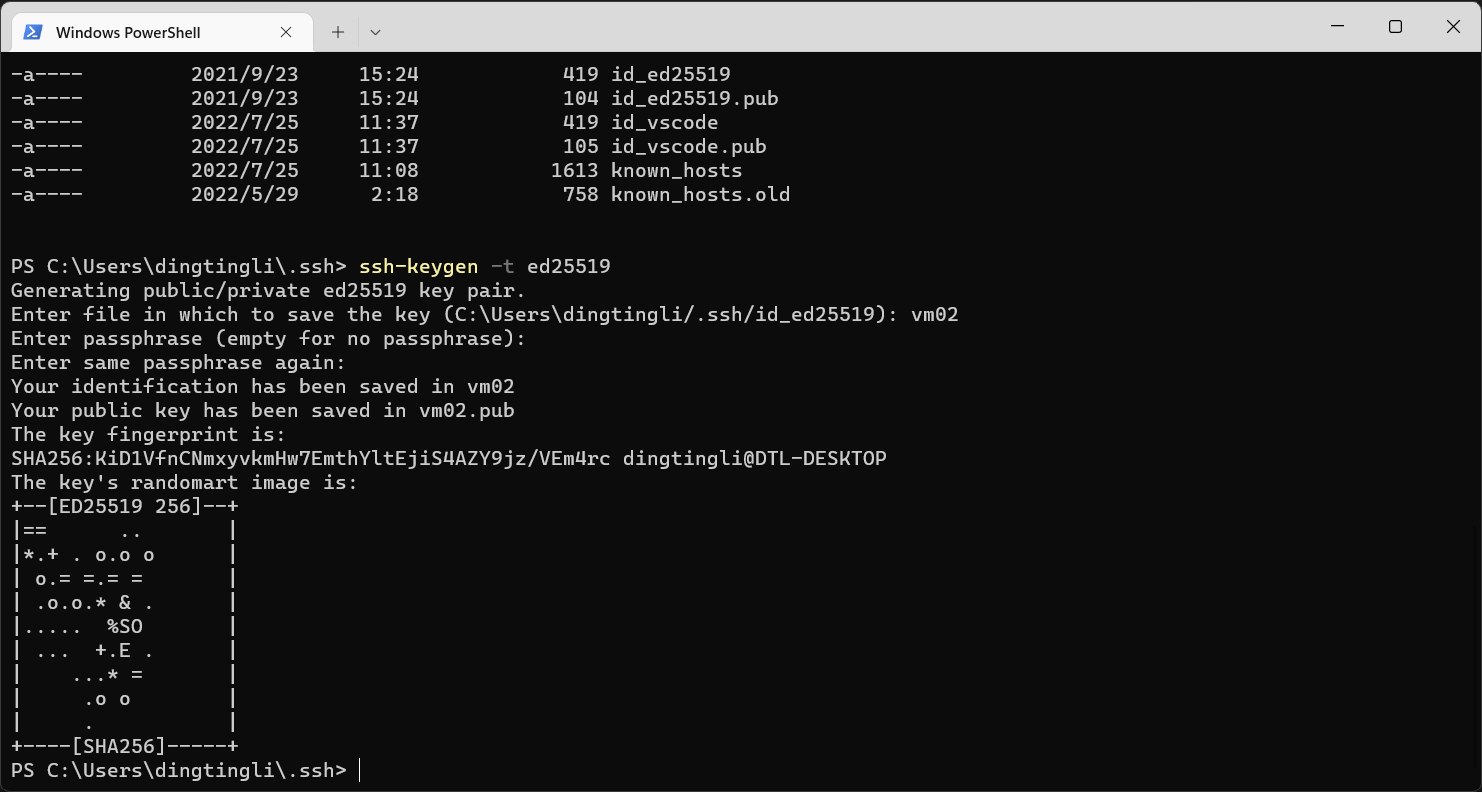 Windows PowerShell
-a---- 2021/9/23 15:24 419 id_ed25519
-a---- 2021/9/23 15:24 104 id_ed25519.pub
-a---- 2022/7/25 11:37 419 id_vscode
-a---- 2022/7/25 11:37 105 id_vscode.pub
-a---- 2022/7/25 11:08 1613 known_hosts
-a---- 2022/5/29 2:18 758 known_hosts.old
PS C:\Users\dingtingli\.ssh> ssh-keygen -t ed25519
Generating public/private ed25519 key pair.
Enter file in which to save the key (C:\Users\dingtingli/.ssh/id_ed25519): vm02
Enter passphrase (empty for no passphrase):
Enter same passphrase again:
Your identification has been saved in vm02
Your public key has been saved in vm02.pub
The key fingerprint is:
SHA256:KiD1VfnCNmxyvkmHw7EmthYltEjiS4AZY9jz/VEm4rc dingtingli@DTL-DESKTOP
The key's randomart image is:
+--[ED25519 256]--+
|==      ..       |
|*.+ . o.o o      |
| o.= =.= =       |
| .o.o.* & .      |
|.....  %SO       |
| ...  +.E .      |
|    ...* =       |
|     .o o        |
|     .           |
+----[SHA256]-----+
PS C:\Users\dingtingli\.ssh>